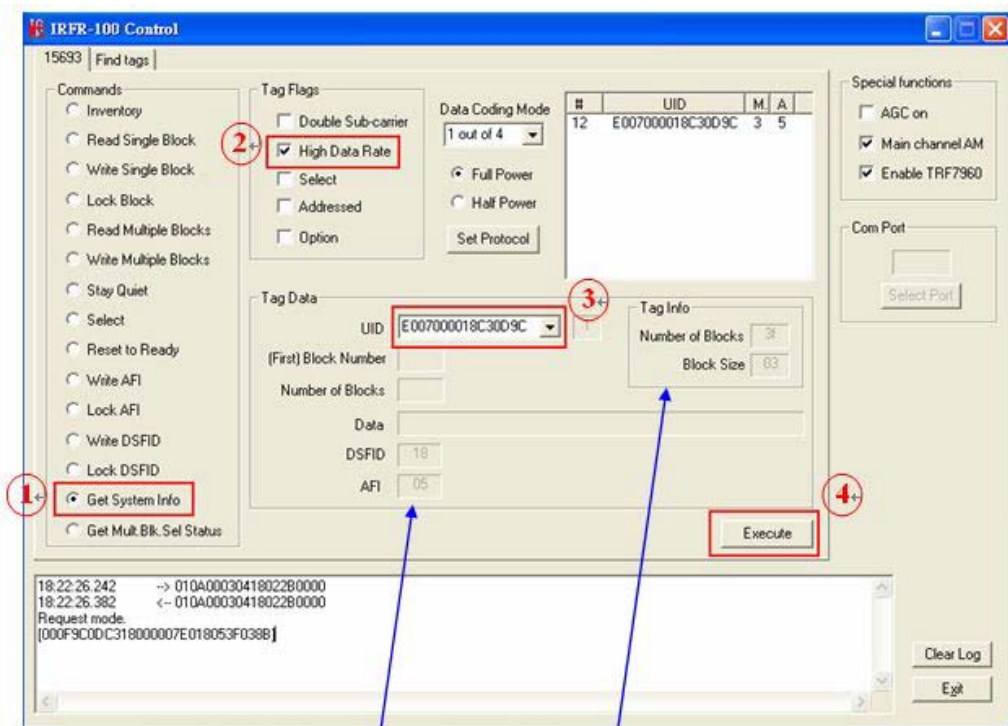 IRFR-100 Control
15693 Find tags
Commands
Inventory
Read Single Block
Write Single Block
Lock Block
Read Multiple Blocks
Write Multiple Blocks
Stay Quiet
Select
Reset to Ready
Write AFI
Lock AFI
Write DSFID
Lock DSFID
1 Get System Info
Get Mult.Blk.Sel Status
Tag Flags
Double Sub-carrier
2 High Data Rate
Select
Addressed
Option
Data Coding Mode
1 out of 4
Full Power
Half Power
Set Protocol
# UID M. A
12 E007000018C30D9C 3 5
Special functions
AGC on
Main channel AM
Enable TRF7960
Com Port
Select Port
Tag Data
UID E007000018C30D9C 3
(First) Block Number
Number of Blocks
Data
DSFID 18
AFI 05
Tag Info
Number of Blocks 3f
Block Size 03
4
Execute
18:22:26.242 --> 010A00030418022B0000
18:22:26.382 <-- 010A00030418022B0000
Request mode.
[000F9C0DC318000007E018053F038B]
Clear Log
Exit